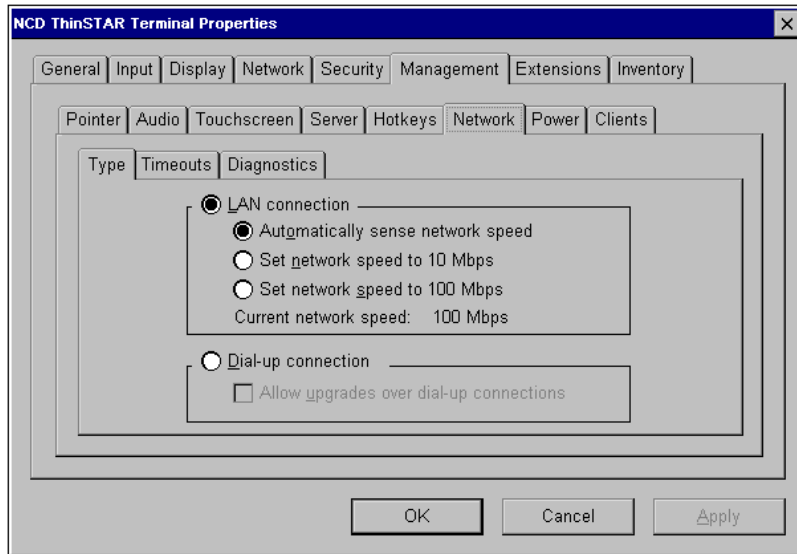 NCD ThinSTAR Terminal Properties
General Input Display Network Security Management Extensions Inventory
Pointer Audio Touchscreen Server Hotkeys Network Power Clients
Type Timeouts Diagnostics
LAN connection
Automatically sense network speed
Set network speed to 10 Mbps
Set network speed to 100 Mbps
Current network speed: 100 Mbps
Dial-up connection
Allow upgrades over dial-up connections
OK Cancel Apply